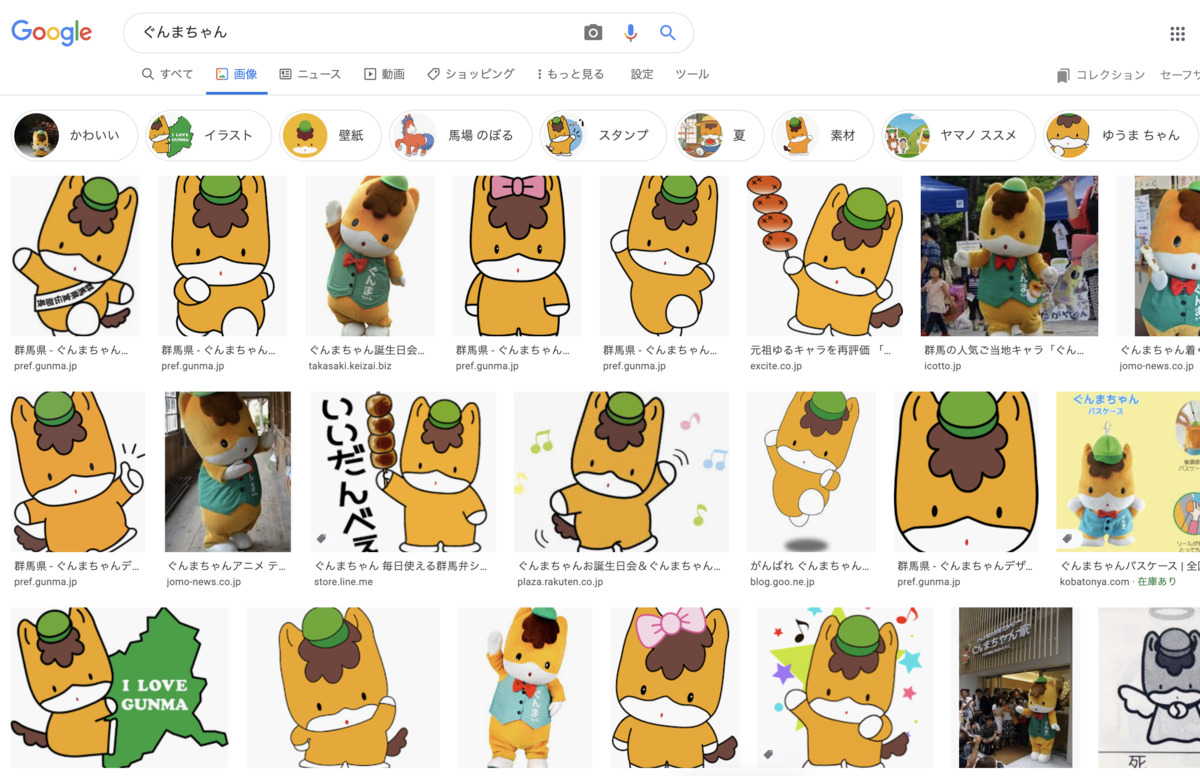 Google
ぐんまちゃん
すべて
画像
ニュース
動画
ショッピング
もっと見る
設定
ツール
コレクション
セーフサ
かわいい
イラスト
壁紙
馬場 のぼる
スタンプ
夏
素材
ヤマノ ススメ
ゆうま ちゃん
I LOVE
GUNMA
ぐんまちゃん
群馬県 - ぐんまちゃん...
pref.gunma.jp
群馬県 - ぐんまちゃん...
pref.gunma.jp
ぐんまちゃん誕生日会...
takasaki.keizai.biz
群馬県 - ぐんまちゃん...
pref.gunma.jp
群馬県 - ぐんまちゃん...
pref.gunma.jp
元祖ゆるキャラを再評価 「...
excite.co.jp
群馬の人気ご当地キャラ「ぐん...
icotto.jp
ぐんまちゃん着ぐ
jomo-news.co.jp
いいだんべぇ
ぐんまちゃん
パスケース
群馬県 - ぐんまちゃんデ...
pref.gunma.jp
ぐんまちゃんアニメ テ...
jomo-news.co.jp
ぐんまちゃん 毎日使える群馬弁シ...
store.line.me
ぐんまちゃんお誕生日会＆ぐんまちゃん...
plaza.rakuten.co.jp
がんばれ ぐんまちゃん...
blog.goo.ne.jp
群馬県 - ぐんまちゃんデザ...
pref.gunma.jp
ぐんまちゃんパスケース | 全国
kobatonya.com · 在庫あり
I LOVE
GUNMA
ぐんま
ぐんまちゃん家
死